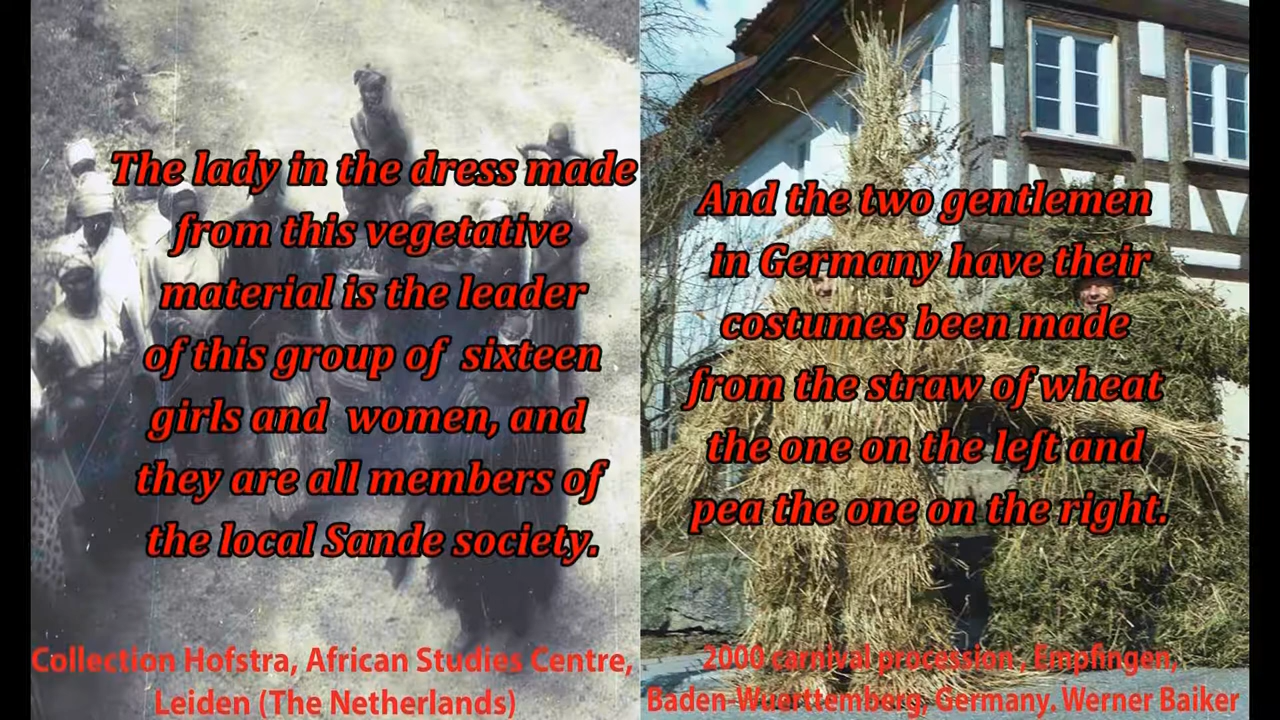 The lady in the dress made
from this vegetative
material is the leader
of this group of sixteen
girls and women, and
they are all members of
the local Sande society.
Collection Hofstra, African Studies Centre,
Leiden (The Netherlands)
And the two gentlemen
in Germany have their
costumes been made
from the straw of wheat
the one on the left and
pea the one on the right.
2000 carnival procession , Empfingen,
Baden-Wuerttemberg, Germany. Werner Baiker